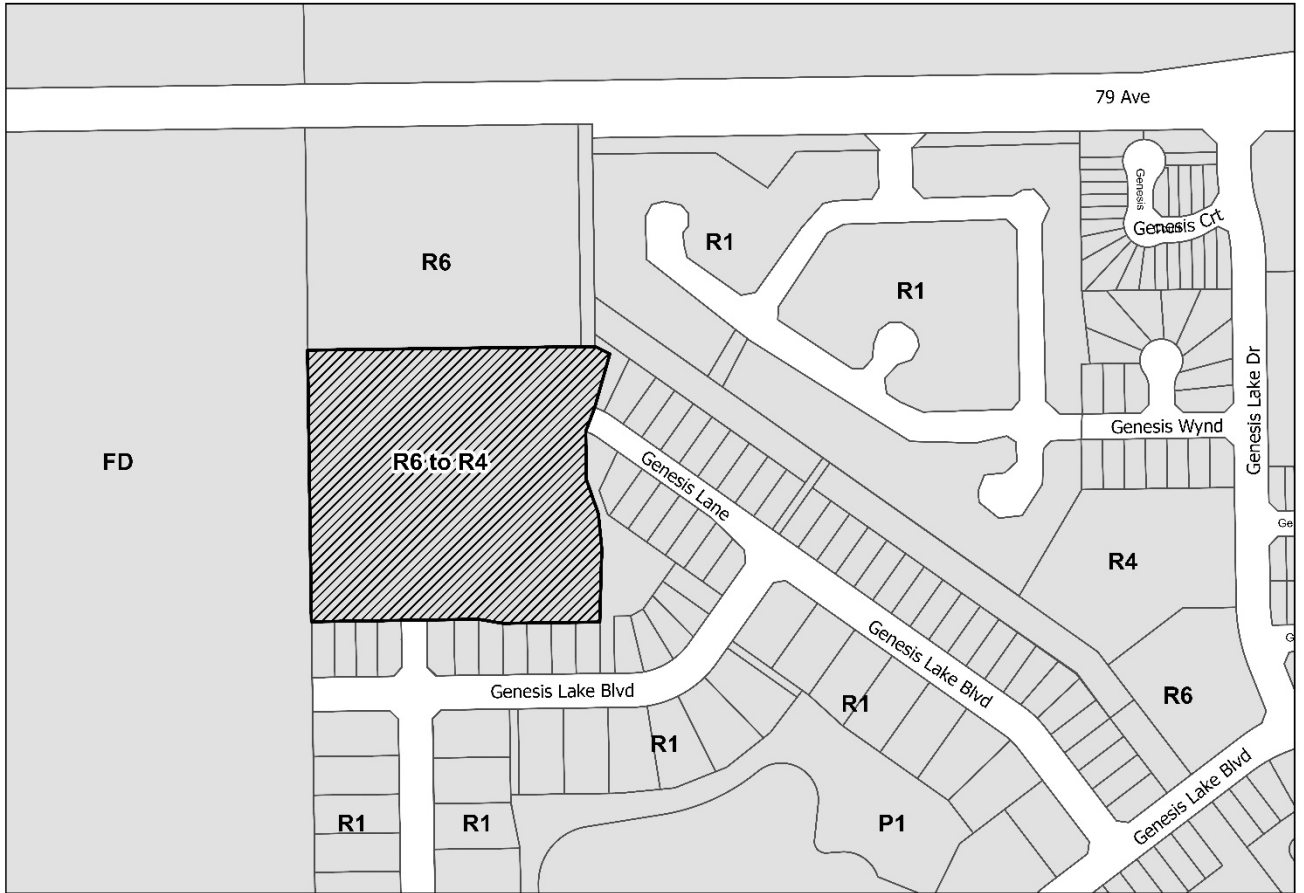 79 Ave
Genesis
Genesis Crt
R1
R6
R1
Genesis Lake Dr
Genesis Wynd
FD
R6 to R4
Genesis Lane
Ge
R4
G
Genesis Lake Blvd
Genesis Lake Blvd
R6
R1
R1
Genesis Lake Blvd
R1
R1
P1